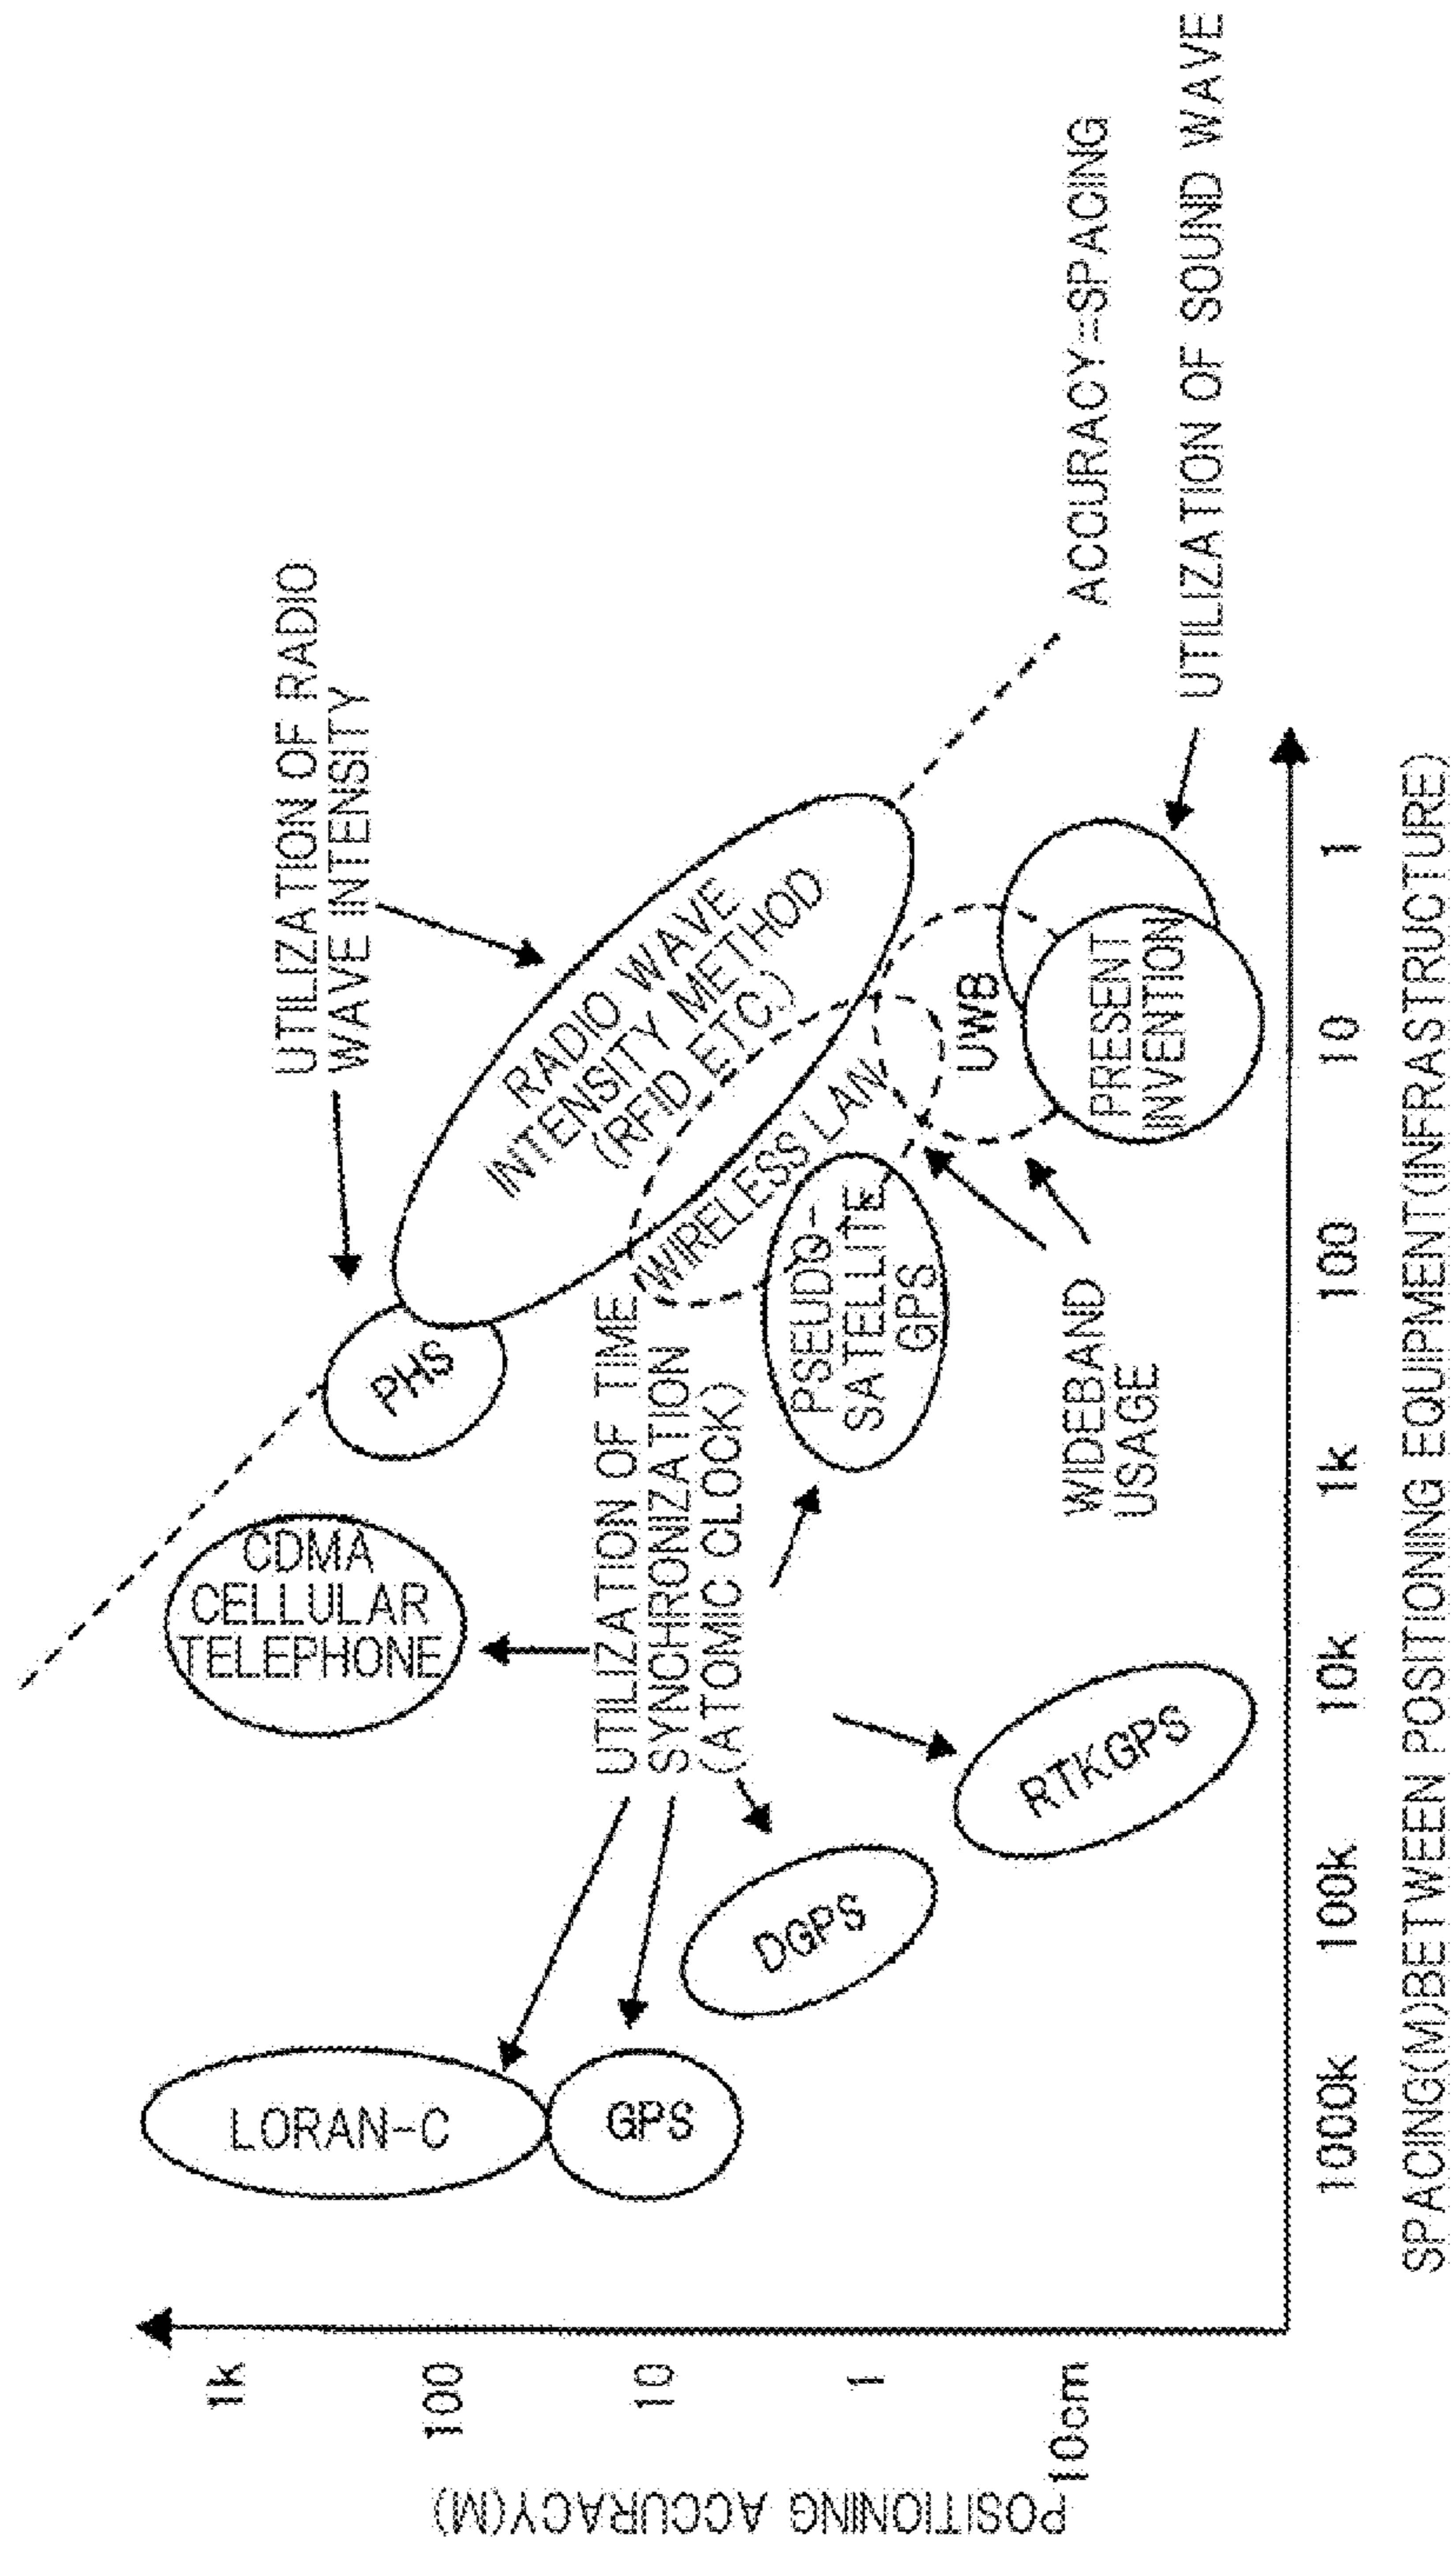 POSITIONING ACCURACY(M)
1k
100
10
1
10cm
UTILIZATION OF RADIO
WAVE INTENSITY
PHS
CDMA
CELLULAR
TELEPHONE
LORAN-C
GPS
UTILIZATION OF TIME
SYNCHRONIZATION
(ATOMIC CLOCK)
RADIO WAVE
INTENSITY METHOD
(RFID ETC.)
WIRELESS LAN
PSEUDO-
SATELLITE
GPS
DGPS
RTKGPS
WIDEBAND
USAGE
UWB
PRESENT
INVENTION
ACCURACY=SPACING
UTILIZATION OF SOUND WAVE
1000k
100k
10k
1k
100
10
1
SPACING(M)BETWEEN POSITIONING EQUIPMENT(INFRASTRUCTURE)